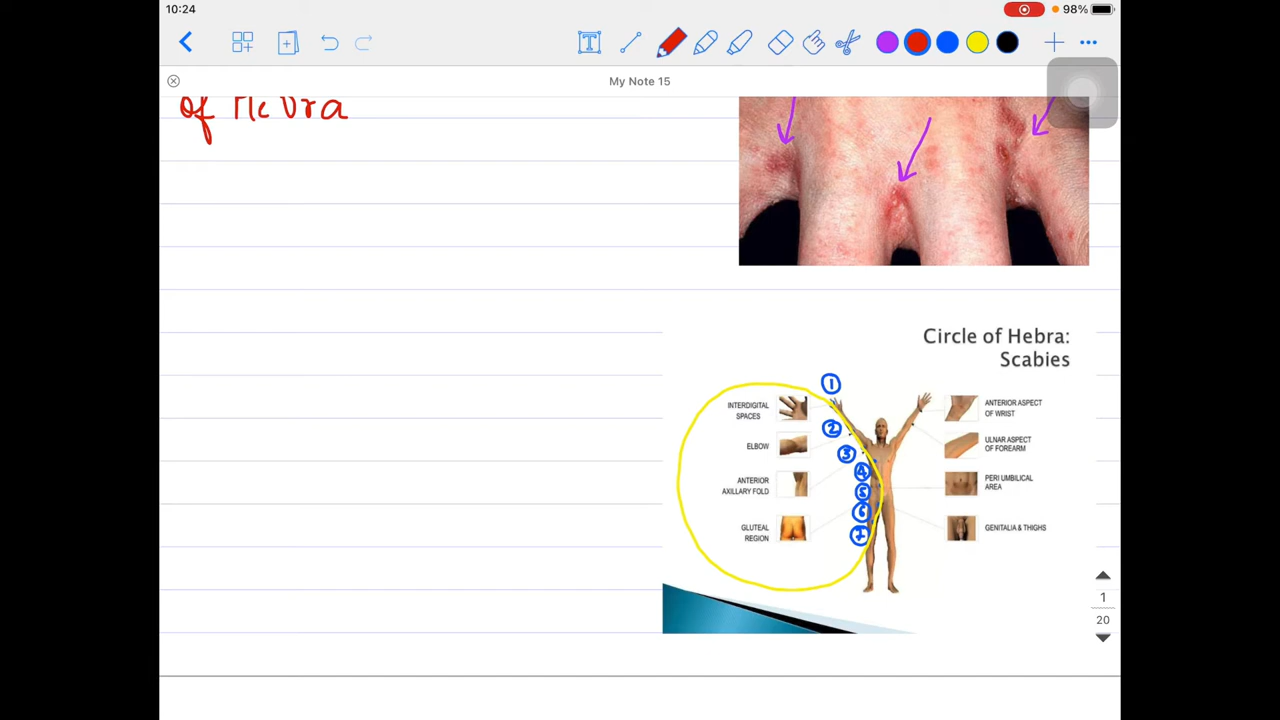 10:24
98%
My Note 15
of Hebra
Circle of Hebra:
Scabies
INTERDIGITAL
SPACES
ELBOW
ANTERIOR
AXILLARY FOLD
GLUTEAL
REGION
1
2
3
4
5
6
7
ANTERIOR ASPECT
OF WRIST
ULNAR ASPECT
OF FOREARM
PERI UMBILICAL
AREA
GENITALIA & THIGHS
1
20